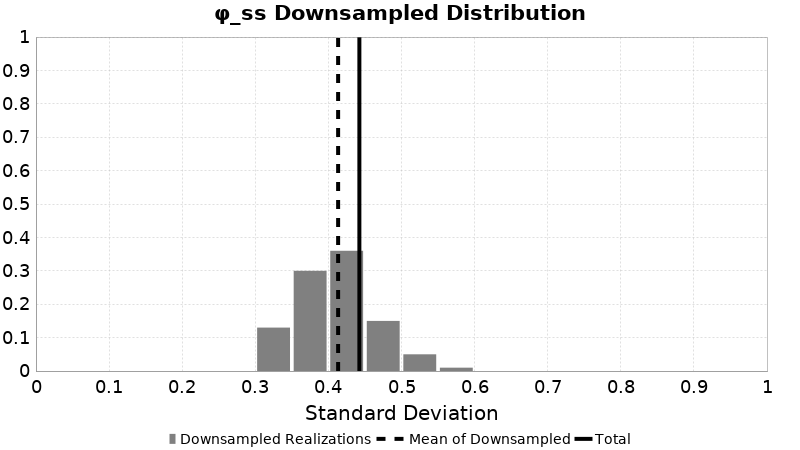 φ_ss Downsampled Distribution
1
0.9
0.8
0.7
0.6
0.5
0.4
0.3
0.2
0.1
0
0 0.1 0.2 0.3 0.4 0.5 0.6 0.7 0.8 0.9 1
Standard Deviation
Downsampled Realizations Mean of Downsampled Total